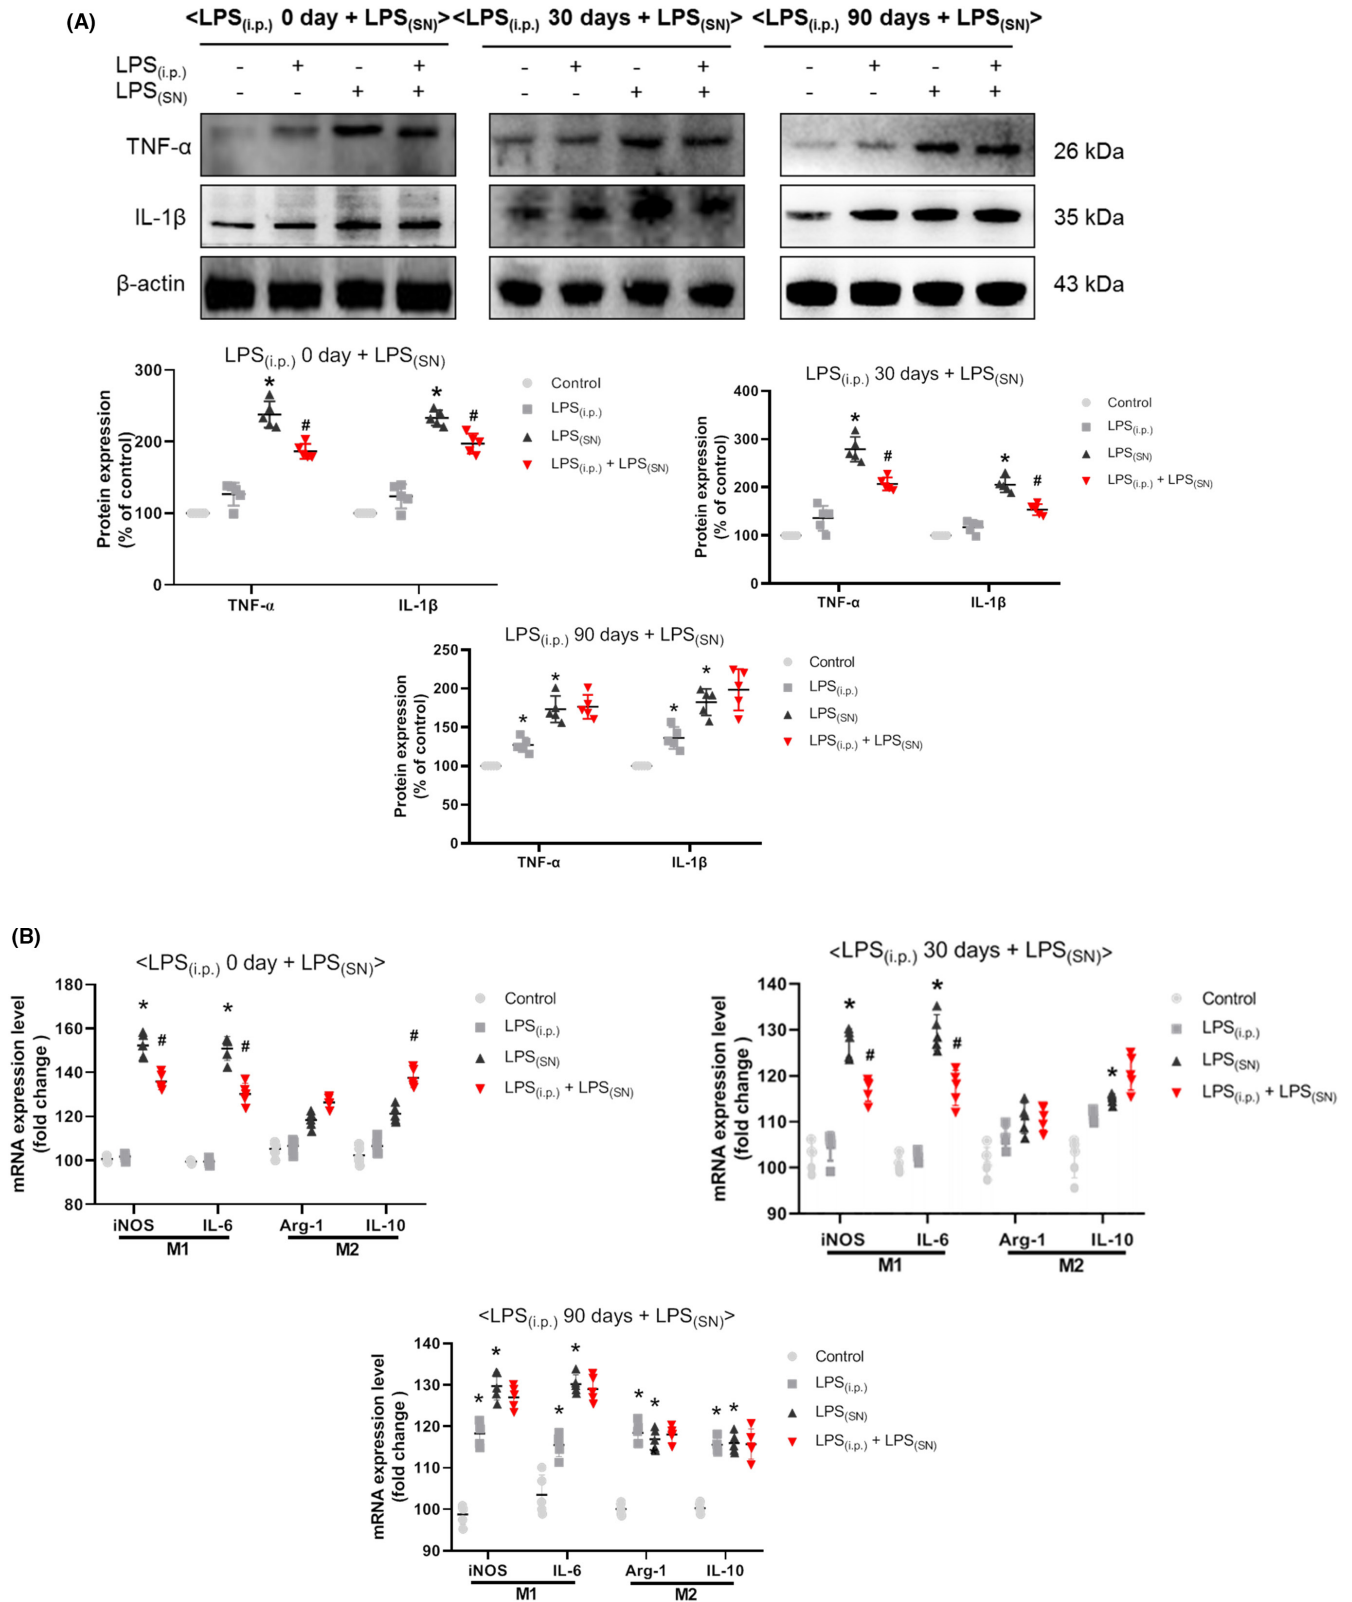 (A)
<LPS(i.p.) 0 day + LPS(SN)> <LPS(i.p.) 30 days + LPS(SN)> <LPS(i.p.) 90 days + LPS(SN)>
LPS(i.p.) - + - + - + - + - + - +
LPS(SN) - - + + - - + + - - + +
TNF-α 26 kDa
IL-1β 35 kDa
β-actin 43 kDa
LPS(i.p.) 0 day + LPS(SN)
Protein expression
(% of control)
300
200
100
0
* # * #
TNF-α IL-1β
Control
LPS(i.p.)
LPS(SN)
LPS(i.p.) + LPS(SN)
LPS(i.p.) 30 days + LPS(SN)
Protein expression
(% of control)
400
300
200
100
0
* # * #
TNF-α IL-1β
Control
LPS(i.p.)
LPS(SN)
LPS(i.p.) + LPS(SN)
LPS(i.p.) 90 days + LPS(SN)
Protein expression
(% of control)
250
200
150
100
50
0
* * * *
TNF-α IL-1β
Control
LPS(i.p.)
LPS(SN)
LPS(i.p.) + LPS(SN)
(B)
<LPS(i.p.) 0 day + LPS(SN)>
mRNA expression level
(fold change )
180
160
140
120
100
80
* # * # #
iNOS IL-6 Arg-1 IL-10
M1 M2
Control
LPS(i.p.)
LPS(SN)
LPS(i.p.) + LPS(SN)
<LPS(i.p.) 30 days + LPS(SN)>
mRNA expression level
(fold change )
140
130
120
110
100
90
* # * # *
iNOS IL-6 Arg-1 IL-10
M1 M2
Control
LPS(i.p.)
LPS(SN)
LPS(i.p.) + LPS(SN)
<LPS(i.p.) 90 days + LPS(SN)>
mRNA expression level
(fold change )
140
130
120
110
100
90
* * * * * * * *
iNOS IL-6 Arg-1 IL-10
M1 M2
Control
LPS(i.p.)
LPS(SN)
LPS(i.p.) + LPS(SN)